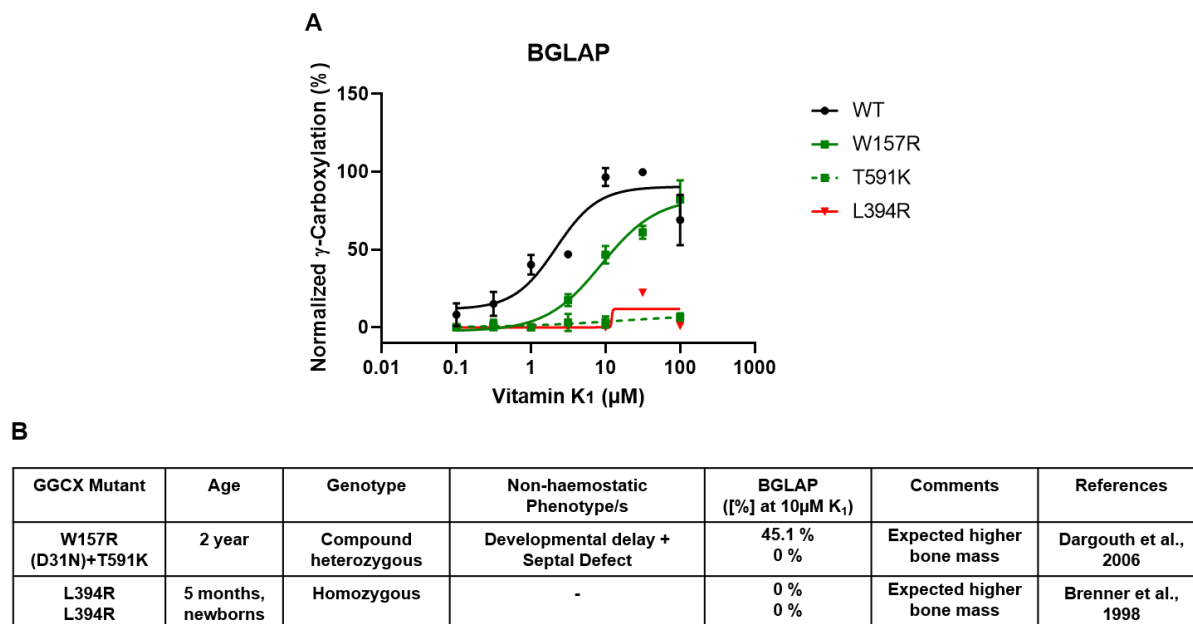 A
BGLAP
Normalized γ-Carboxylation (%)
150
100
50
0
0.01
0.1
1
10
100
1000
Vitamin K1 (µM)
WT
W157R
T591K
L394R
B
GGCX Mutant
Age
Genotype
Non-haemostatic
Phenotype/s
BGLAP
([%] at 10µM K₁)
Comments
References
W157R
(D31N)+T591K
2 year
Compound
heterozygous
Developmental delay +
Septal Defect
45.1 %
0 %
Expected higher
bone mass
Dargouth et al.,
2006
L394R
L394R
5 months,
newborns
Homozygous
-
0 %
0 %
Expected higher
bone mass
Brenner et al.,
1998